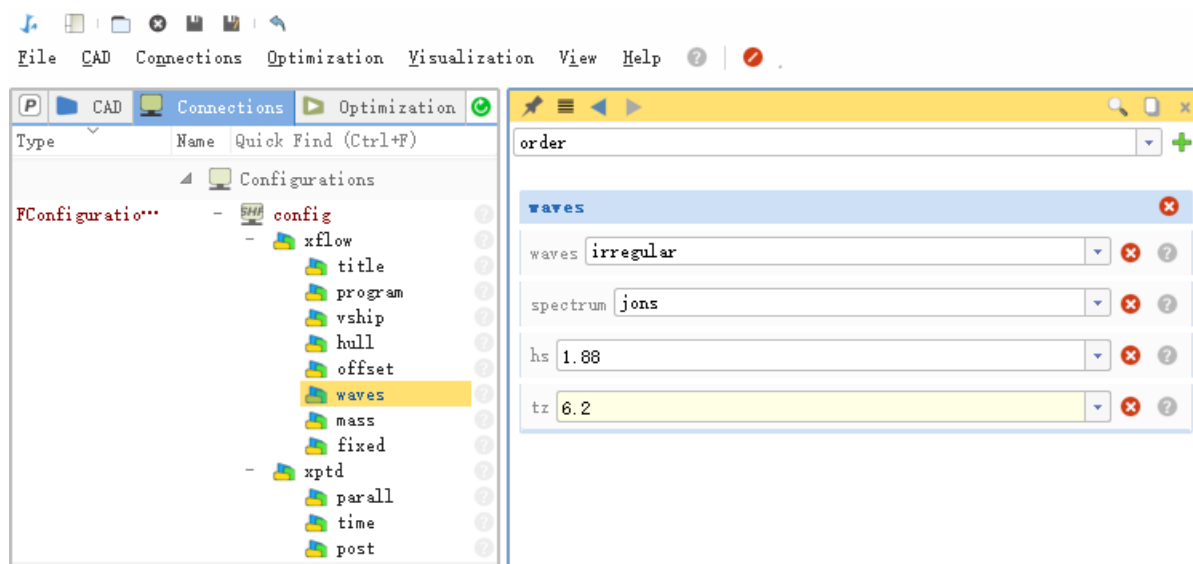 File CAD Connections Optimization Visualization View Help
P CAD Connections Optimization
Type Name Quick Find (Ctrl+F)
order
Configurations
waves
FConfiguratio… config
xflow
waves irregular
title
program
spectrum jons
vship
hull
hs 1.88
offset
waves
tz 6.2
mass
fixed
xptd
parall
time
post